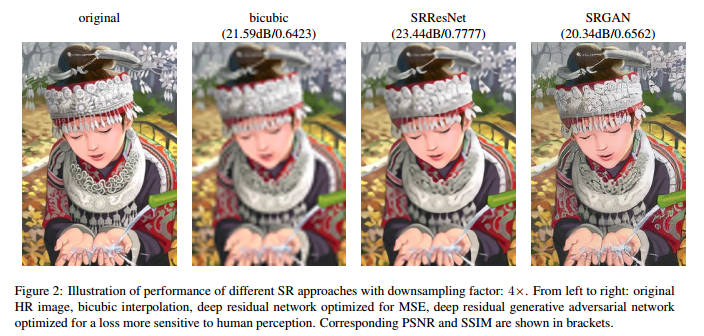 original
bicubic
(21.59dB/0.6423)
SRResNet
(23.44dB/0.7777)
SRGAN
(20.34dB/0.6562)
Figure 2: Illustration of performance of different SR approaches with downsampling factor: 4×. From left to right: original
HR image, bicubic interpolation, deep residual network optimized for MSE, deep residual generative adversarial network
optimized for a loss more sensitive to human perception. Corresponding PSNR and SSIM are shown in brackets.